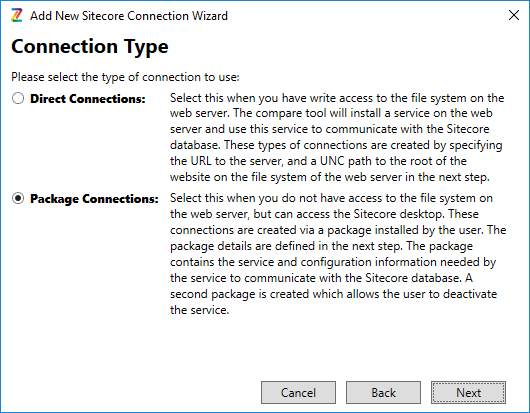 Add New Sitecore Connection Wizard
Connection Type
Please select the type of connection to use:
Direct Connections: Select this when you have write access to the file system on the
web server. The compare tool will install a service on the web
server and use this service to communicate with the Sitecore
database. These types of connections are created by specifying
the URL to the server, and a UNC path to the root of the
website on the file system of the web server in the next step.
Package Connections: Select this when you do not have access to the file system on
the web server, but can access the Sitecore desktop. These
connections are created via a package installed by the user. The
package details are defined in the next step. The package
contains the service and configuration information needed by
the service to communicate with the Sitecore database. A
second package is created which allows the user to deactivate
the service.
Cancel Back Next